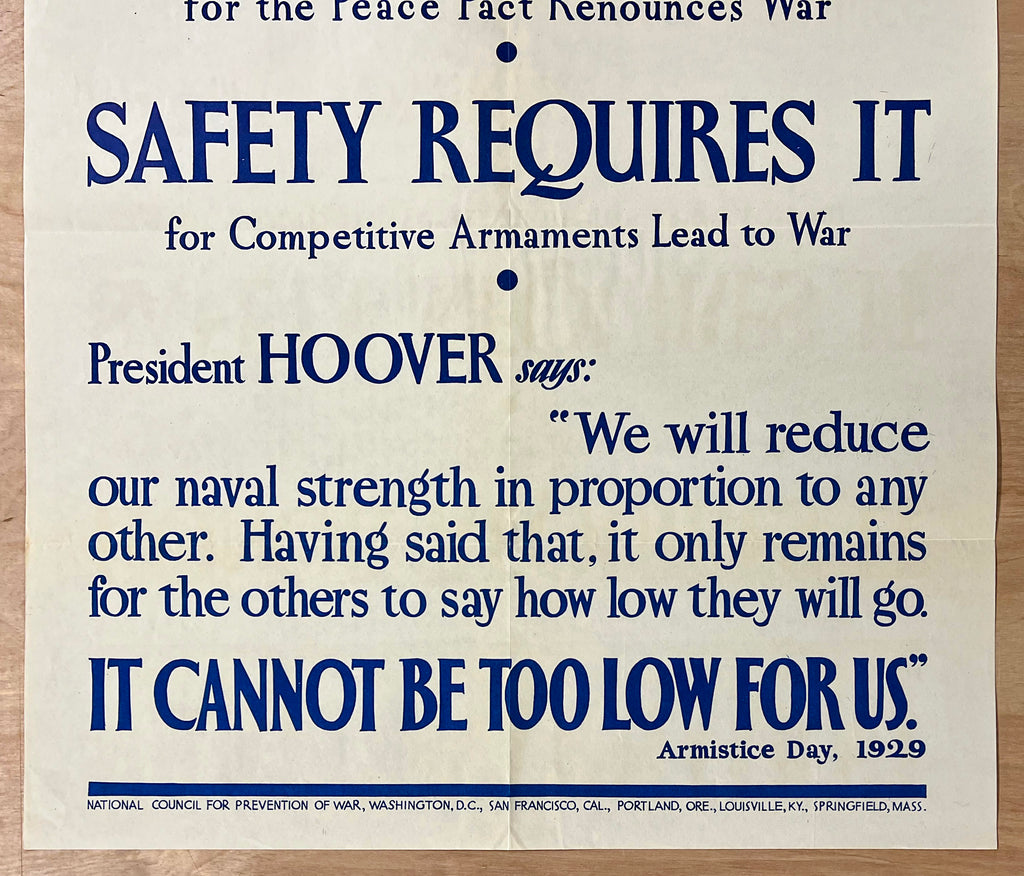 for the Peace Pact Renounces War
SAFETY REQUIRES IT
for Competitive Armaments Lead to War
President HOOVER says:
"We will reduce
our naval strength in proportion to any
other. Having said that, it only remains
for the others to say how low they will go.
IT CANNOT BE TOO LOW FOR US."
Armistice Day, 1929
NATIONAL COUNCIL FOR PREVENTION OF WAR, WASHINGTON, D.C., SAN FRANCISCO, CAL., PORTLAND, ORE., LOUISVILLE, KY., SPRINGFIELD, MASS.